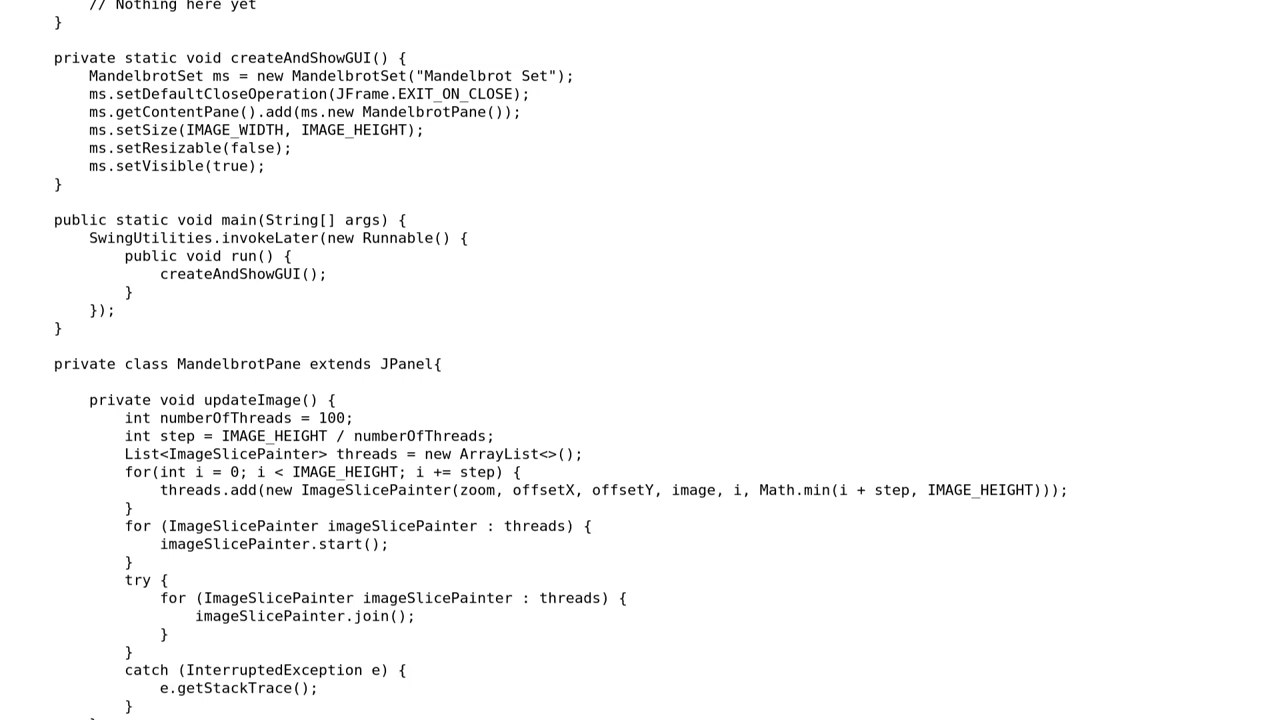 // Nothing here yet
}
private static void createAndShowGUI() {
MandelbrotSet ms = new MandelbrotSet("Mandelbrot Set");
ms.setDefaultCloseOperation(JFrame.EXIT_ON_CLOSE);
ms.getContentPane().add(ms.new MandelbrotPane());
ms.setSize(IMAGE_WIDTH, IMAGE_HEIGHT);
ms.setResizable(false);
ms.setVisible(true);
}
public static void main(String[] args) {
SwingUtilities.invokeLater(new Runnable() {
public void run() {
createAndShowGUI();
}
});
}
private class MandelbrotPane extends JPanel{
private void updateImage() {
int numberOfThreads = 100;
int step = IMAGE_HEIGHT / numberOfThreads;
List<ImageSlicePainter> threads = new ArrayList<>();
for(int i = 0; i < IMAGE_HEIGHT; i += step) {
threads.add(new ImageSlicePainter(zoom, offsetX, offsetY, image, i, Math.min(i + step, IMAGE_HEIGHT)));
}
for (ImageSlicePainter imageSlicePainter : threads) {
imageSlicePainter.start();
}
try {
for (ImageSlicePainter imageSlicePainter : threads) {
imageSlicePainter.join();
}
}
catch (InterruptedException e) {
e.getStackTrace();
}